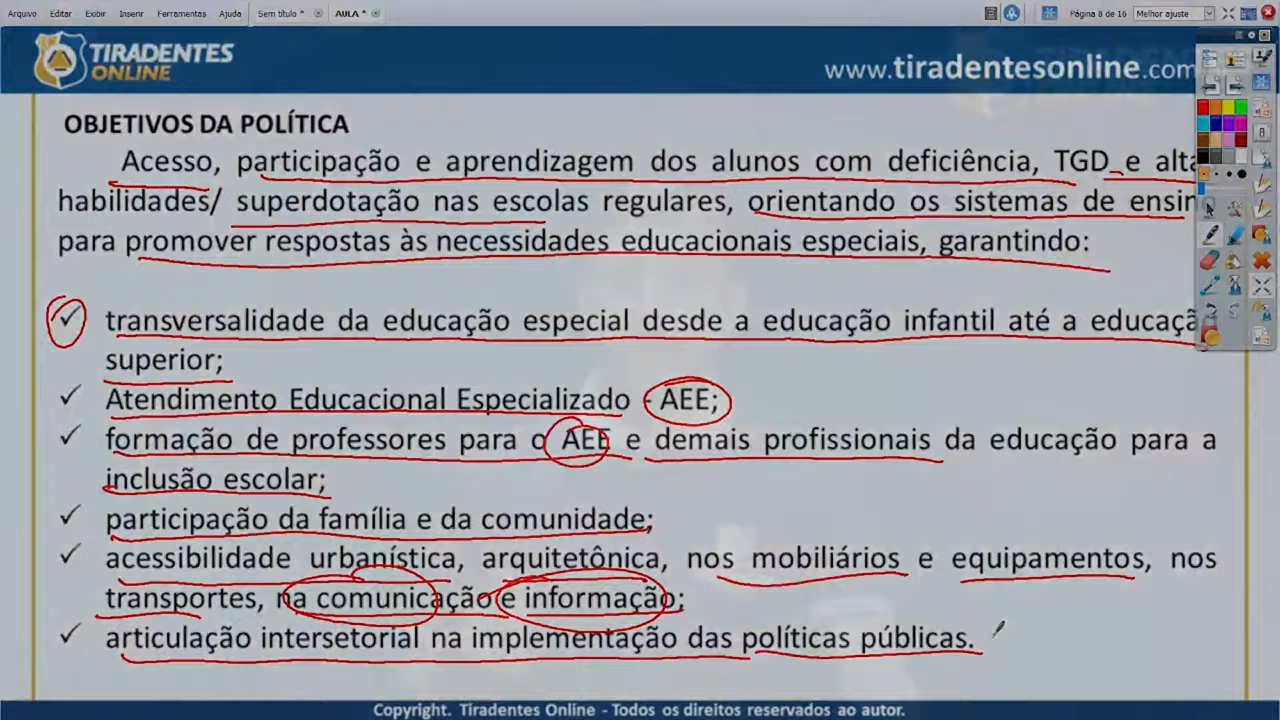 Arquivo Editar Exibir Inserir Ferramentas Ajuda Sem título * AULA * Página 8 de 16 Melhor ajuste
TIRADENTES
ONLINE
www.tiradentesonline.com
OBJETIVOS DA POLÍTICA
Acesso, participação e aprendizagem dos alunos com deficiência, TGD e alta
habilidades/ superdotação nas escolas regulares, orientando os sistemas de ensin
para promover respostas às necessidades educacionais especiais, garantindo:
✓ transversalidade da educação especial desde a educação infantil até a educaçã
superior;
✓ Atendimento Educacional Especializado - AEE;
✓ formação de professores para o AEE e demais profissionais da educação para a
inclusão escolar;
✓ participação da família e da comunidade;
✓ acessibilidade urbanística, arquitetônica, nos mobiliários e equipamentos, nos
transportes, na comunicação e informação;
✓ articulação intersetorial na implementação das políticas públicas.
Copyright. Tiradentes Online - Todos os direitos reservados ao autor.